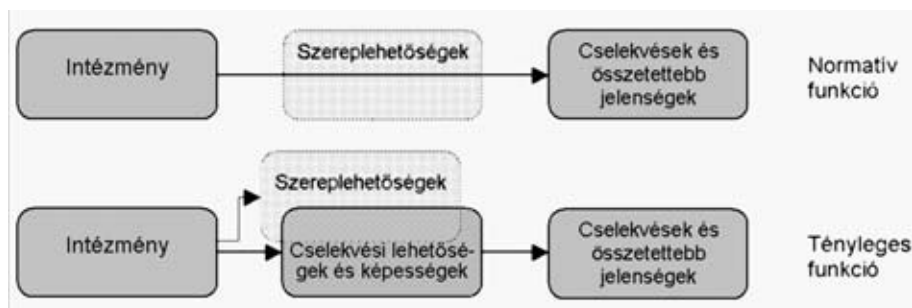 Intézmény
Szereplehetőségek
Cselekvések és
összetettebb
jelenségek
Normatív
funkció
Szereplehetőségek
Intézmény
Cselekvési lehetősé-
gek és képességek
Cselekvések és
összetettebb
jelenségek
Tényleges
funkció